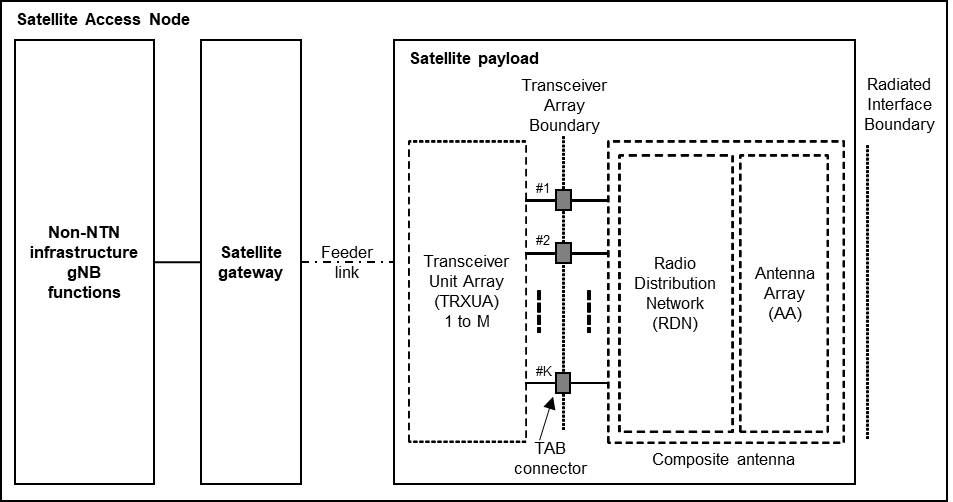 Satellite Access Node
Satellite payload
Transceiver
Array
Boundary
Radiated
Interface
Boundary
Non-NTN
infrastructure
gNB
functions
Satellite
gateway
Feeder
link
Transceiver
Unit Array
(TRXUA)
1 to M
#1
#2
#K
TAB
connector
Radio
Distribution
Network
(RDN)
Antenna
Array
(AA)
Composite antenna